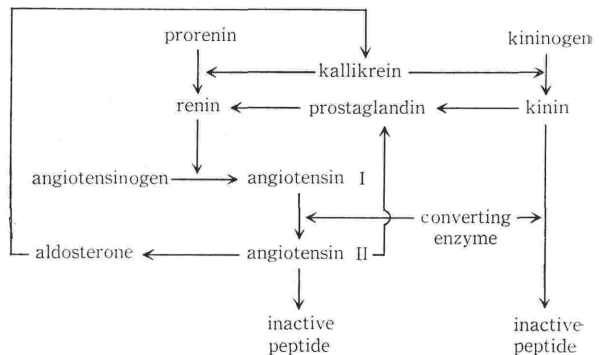 prorenin
kininogen
kallikrein
renin
prostaglandin
kinin
angiotensinogen
angiotensin I
converting
enzyme
aldosterone
angiotensin II
inactive
peptide
inactive
peptide